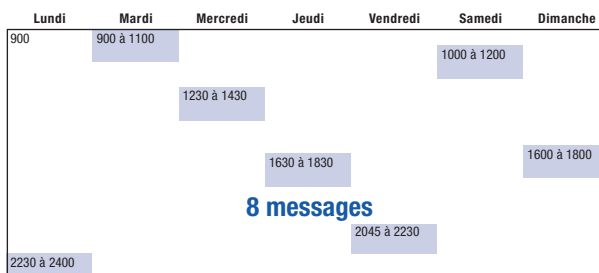 Lundi Mardi Mercredi Jeudi Vendredi Samedi Dimanche
900 900 à 1100
1000 à 1200
1230 à 1430
1600 à 1800
1630 à 1830
8 messages
2045 à 2230
2230 à 2400